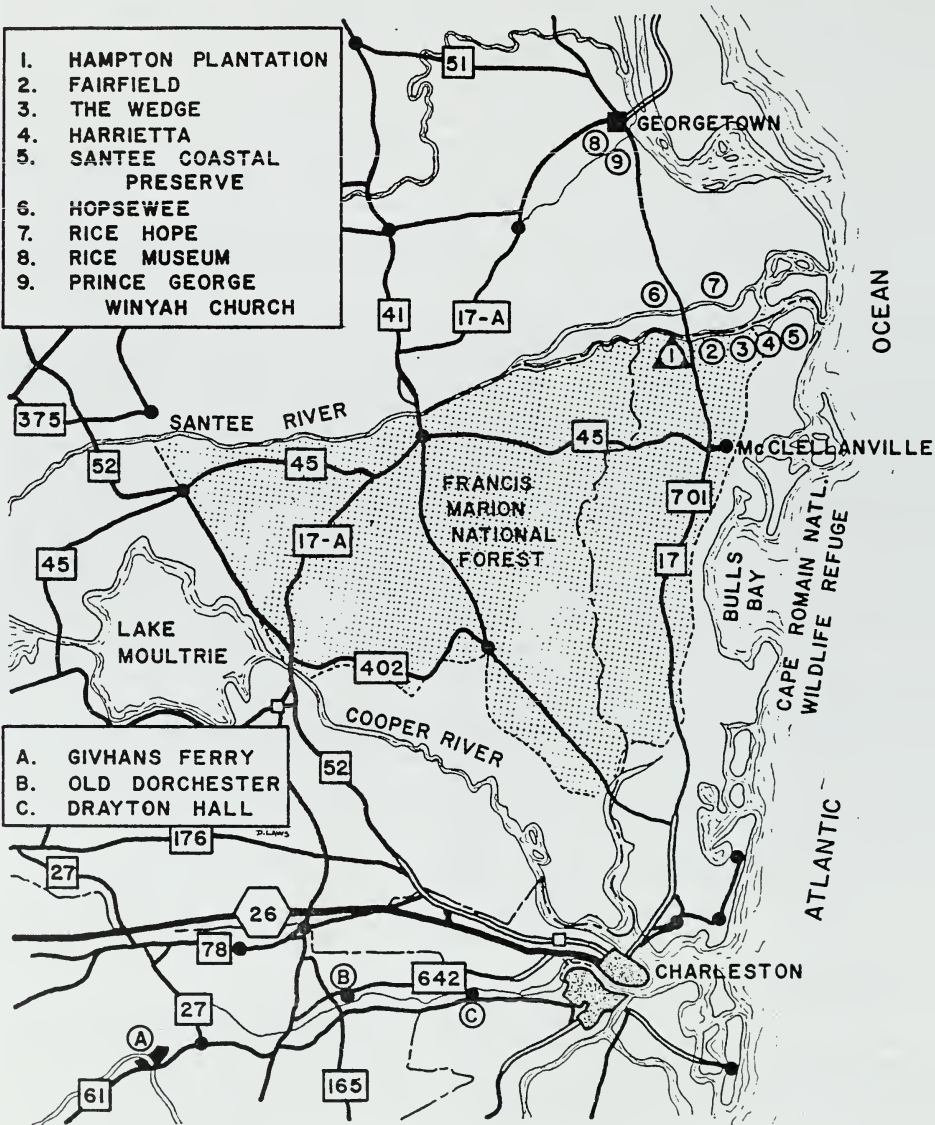 1. HAMPTON PLANTATION
2. FAIRFIELD
3. THE WEDGE
4. HARRIETTA
5. SANTEE COASTAL
PRESERVE
6. HOPSEWEE
7. RICE HOPE
8. RICE MUSEUM
9. PRINCE GEORGE
WINYAH CHURCH
51
GEORGETOWN
8
9
41
17-A
6
7
1
2
3
4
5
OCEAN
375
SANTEE RIVER
52
45
45
McCLELLANVILLE
FRANCIS
MARION
NATIONAL
FOREST
701
17-A
17
45
BULLS
BAY
CAPE ROMAIN NATL.
WILDLIFE REFUGE
LAKE
MOULTRIE
402
COOPER RIVER
52
A. GIVHANS FERRY
B. OLD DORCHESTER
C. DRAYTON HALL
D. LAWS
176
27
ATLANTIC
26
78
B
642
C
CHARLESTON
27
A
61
165